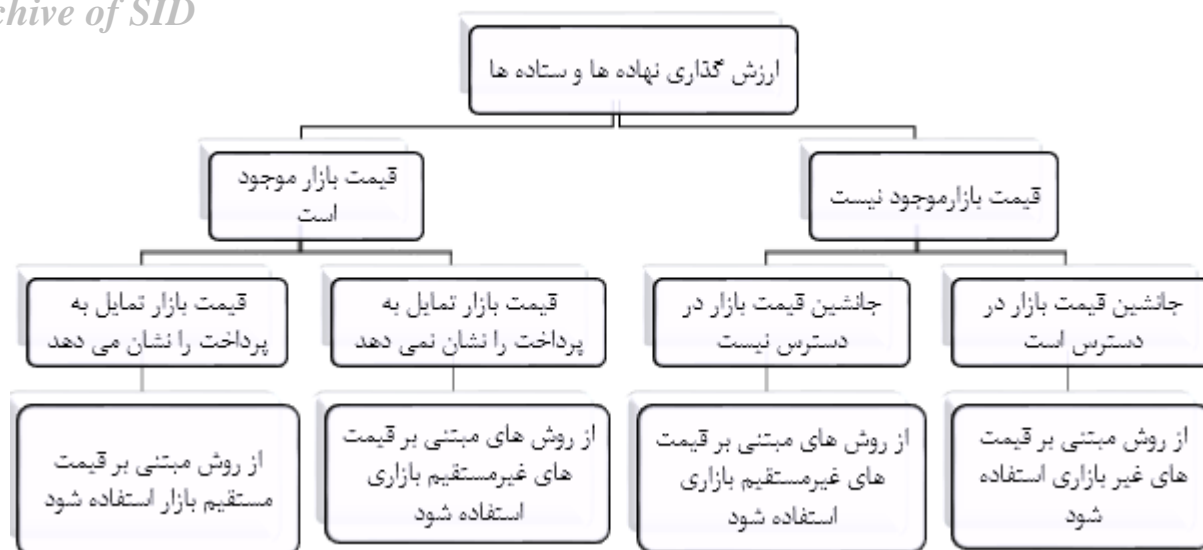 chive of SID
ارزش گذاری نهاده ها و ستاده ها
قیمت بازارموجود نیست
قیمت بازار موجود
است
جانشین قیمت بازار در
دسترس است
جانشین قیمت بازار در
دسترس نیست
قیمت بازار تمایل به
پرداخت را نشان نمی دهد
قیمت بازار تمایل به
پرداخت را نشان می دهد
از روش مبتنی بر قیمت
های غیر بازاری استفاده
شود
از روش های مبتنی بر قیمت
های غیرمستقیم بازاری
استفاده شود
از روش های مبتنی بر قیمت
های غیرمستقیم بازاری
استفاده شود
از روش مبتنی بر قیمت
مستقیم بازار استفاده شود